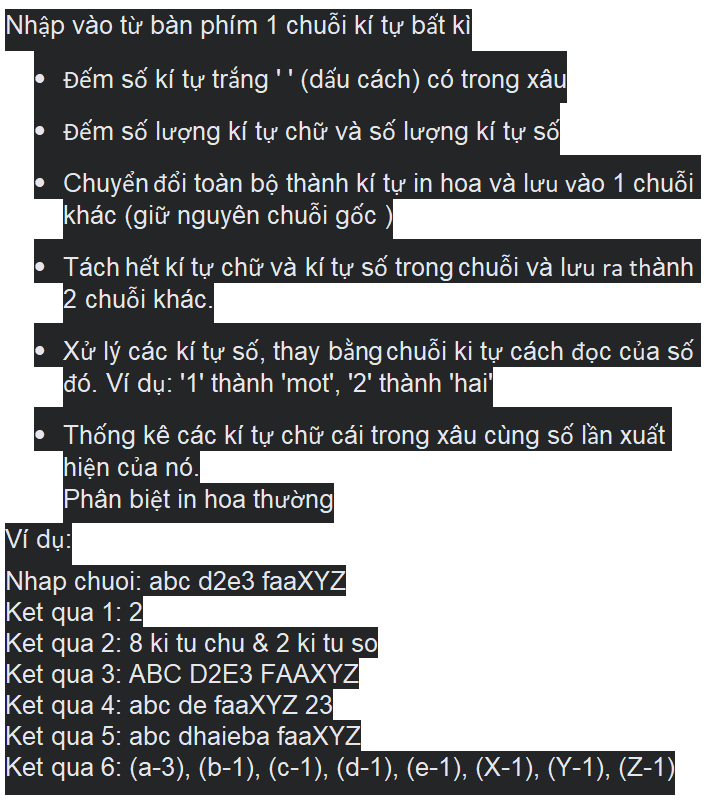 Nhập vào từ bàn phím 1 chuỗi kí tự bất kì
• Đếm số kí tự trắng ' ' (dấu cách) có trong xâu
• Đếm số lượng kí tự chữ và số lượng kí tự số
• Chuyển đổi toàn bộ thành kí tự in hoa và lưu vào 1 chuỗi
khác (giữ nguyên chuỗi gốc )
• Tách hết kí tự chữ và kí tự số trong chuỗi và lưu ra thành
2 chuỗi khác.
• Xử lý các kí tự số, thay bằng chuỗi ki tự cách đọc của số
đó. Ví dụ: '1' thành 'mot', '2' thành 'hai'
• Thống kê các kí tự chữ cái trong xâu cùng số lần xuất
hiện của nó.
Phân biệt in hoa thường
Ví dụ:
Nhap chuoi: abc d2e3 faaXYZ
Ket qua 1: 2
Ket qua 2: 8 ki tu chu & 2 ki tu so
Ket qua 3: ABC D2E3 FAAXYZ
Ket qua 4: abc de faaXYZ 23
Ket qua 5: abc dhaieba faaXYZ
Ket qua 6: (a-3), (b-1), (c-1), (d-1), (e-1), (X-1), (Y-1), (Z-1)